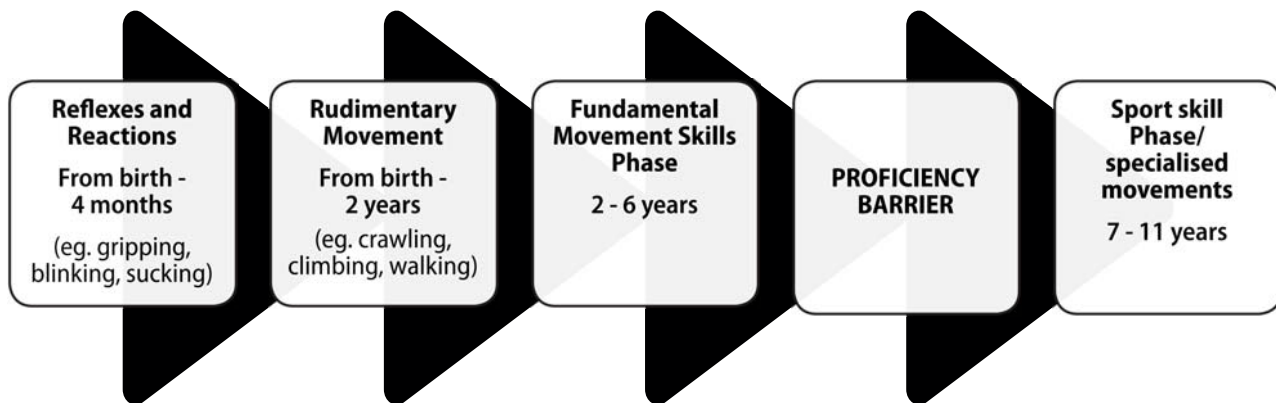 Reflexes and
Reactions
From birth -
4 months
(eg. gripping,
blinking, sucking)
Rudimentary
Movement
From birth -
2 years
(eg. crawling,
climbing, walking)
Fundamental
Movement Skills
Phase
2 - 6 years
PROFICIENCY
BARRIER
Sport skill
Phase/
specialised
movements
7 - 11 years